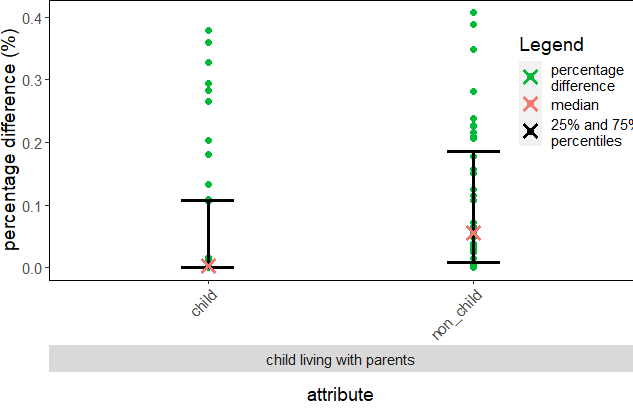 percentage difference (%)
0.4
0.3
0.2
0.1
0.0
Legend
percentage
difference
median
25% and 75%
percentiles
child
non_child
child living with parents
attribute